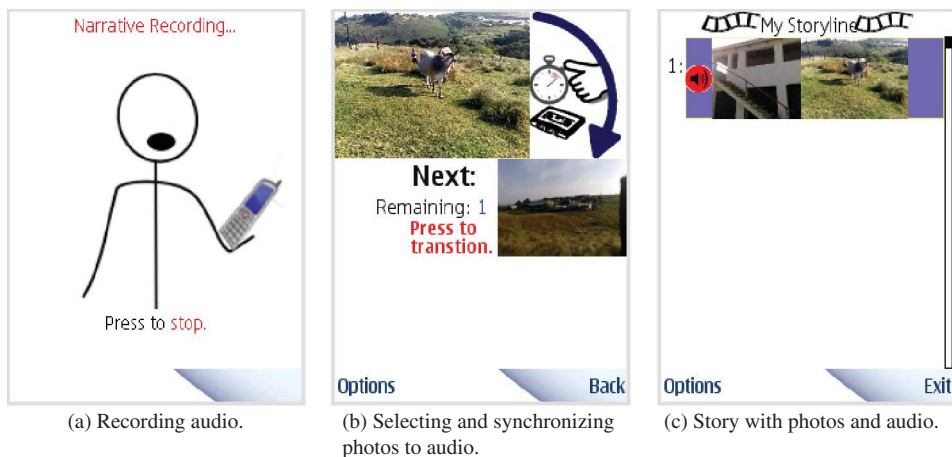 Narrative Recording...
Press to stop.
(a) Recording audio.
Next:
Remaining: 1
Press to
transtion.
Options Back
(b) Selecting and synchronizing
photos to audio.
My Storyline
1:
Options Exit
(c) Story with photos and audio.